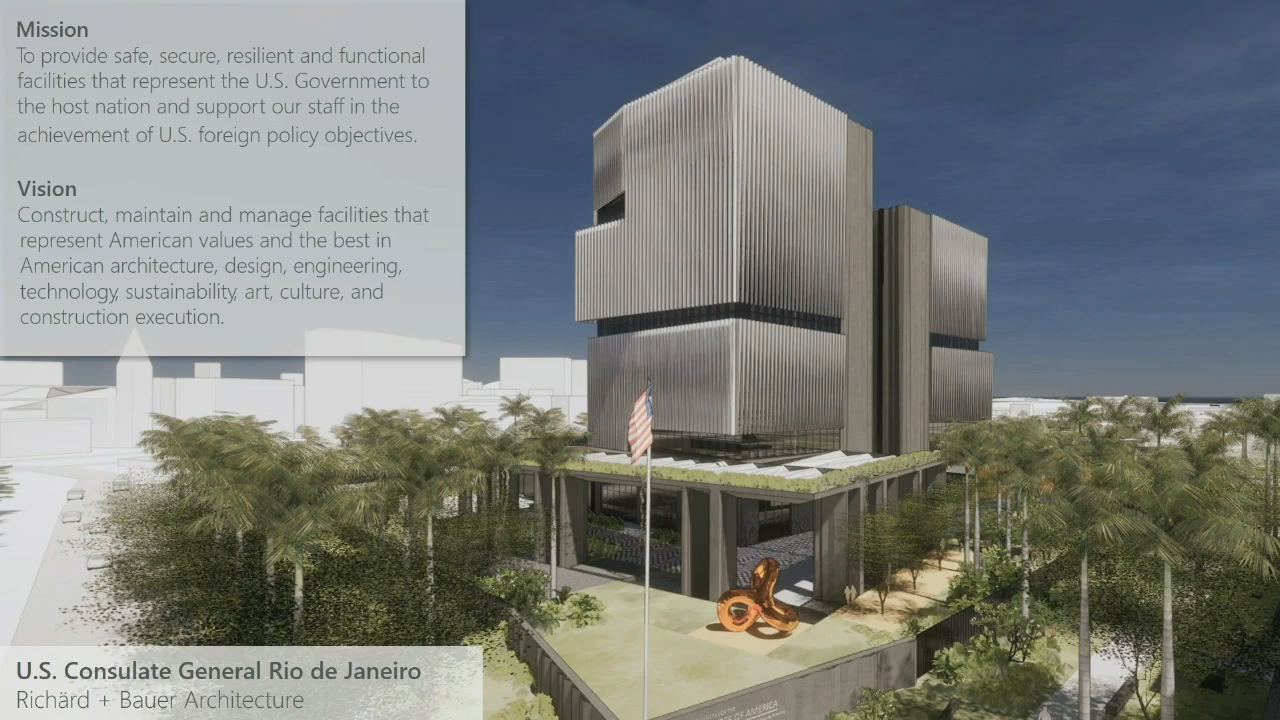 Mission
To provide safe, secure, resilient and functional
facilities that represent the U.S. Government to
the host nation and support our staff in the
achievement of U.S. foreign policy objectives.
Vision
Construct, maintain and manage facilities that
represent American values and the best in
American architecture, design, engineering,
technology, sustainability, art, culture, and
construction execution.
OF AMERICA
U.S. Consulate General Rio de Janeiro
Richärd + Bauer Architecture